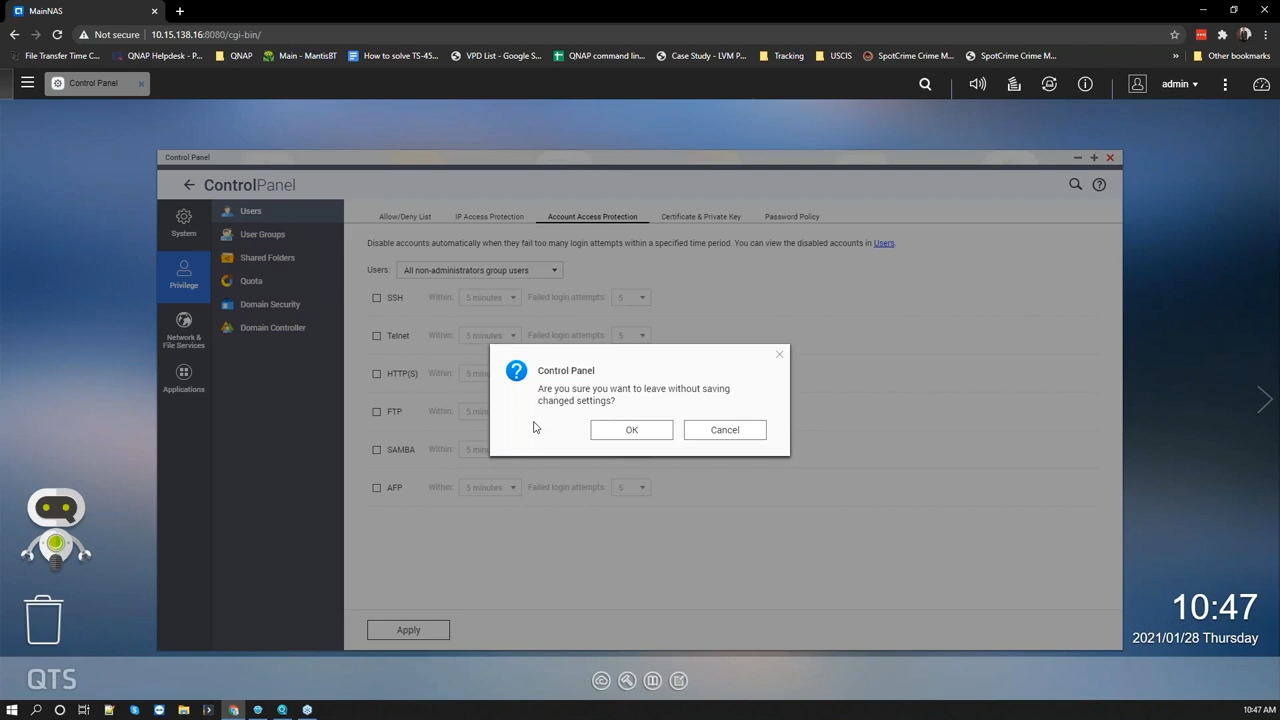 MainNAS
Not secure 10.15.138.16:8080/cgi-bin/
File Transfer Time C...
QNAP Helpdesk - P...
QNAP
Main - MantisBT
How to solve TS-45...
VPD List - Google S...
QNAP command lin...
Case Study - LVM P...
Tracking
USCIS
SpotCrime Crime M...
SpotCrime Crime M...
»
Other bookmarks
Control Panel
admin
Control Panel
ControlPanel
System
Privilege
Network &
File Services
Applications
Users
User Groups
Shared Folders
Quota
Domain Security
Domain Controller
Allow/Deny List
IP Access Protection
Account Access Protection
Certificate & Private Key
Password Policy
Disable accounts automatically when they fail too many login attempts within a specified time period. You can view the disabled accounts in Users.
Users: All non-administrators group users
SSH Within: 5 minutes Failed login attempts: 5
Telnet Within: 5 minutes Failed login attempts: 5
HTTP(S) Within: 5
FTP Within: 5 min
SAMBA Within: 5 min
AFP Within: 5 minutes Failed login attempts: 5
Control Panel
Are you sure you want to leave without saving
changed settings?
OK
Cancel
Apply
10:47
2021/01/28 Thursday
QTS
10:47 AM